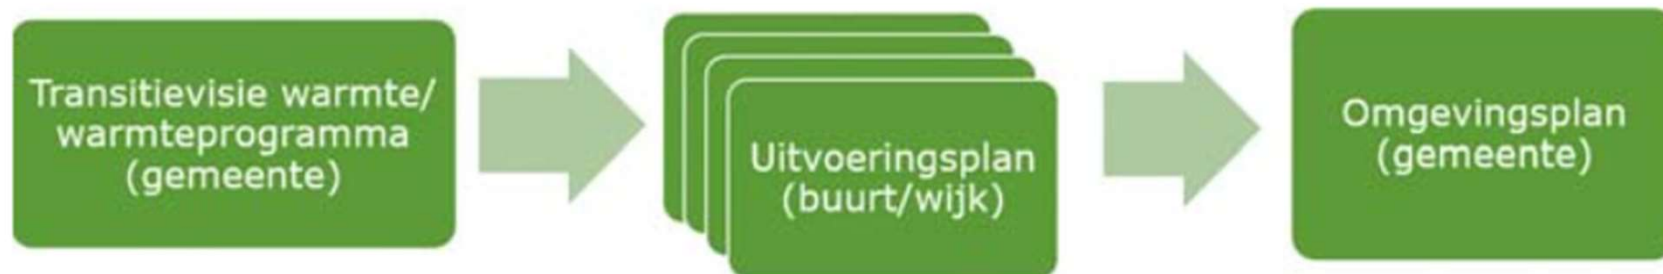 Transitievisie warmte/
warmteprogramma
(gemeente)
Uitvoeringsplan
(buurt/wijk)
Omgevingsplan
(gemeente)